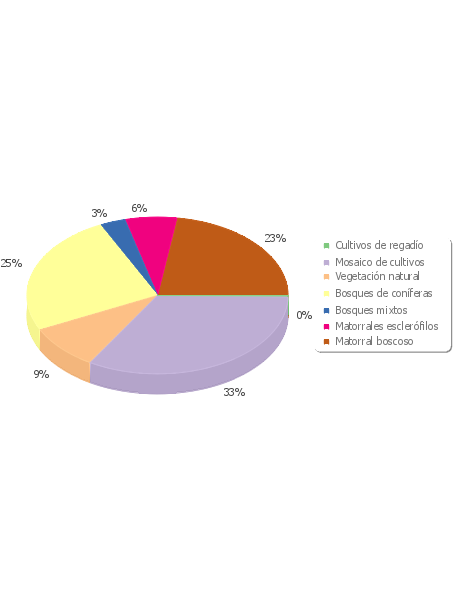 6%
3%
23%
25%
Cultivos de regadío
Mosaico de cultivos
Vegetación natural
Bosques de coníferas
Bosques mixtos
Matorrales esclerófilos
Matorral boscoso
0%
9%
33%